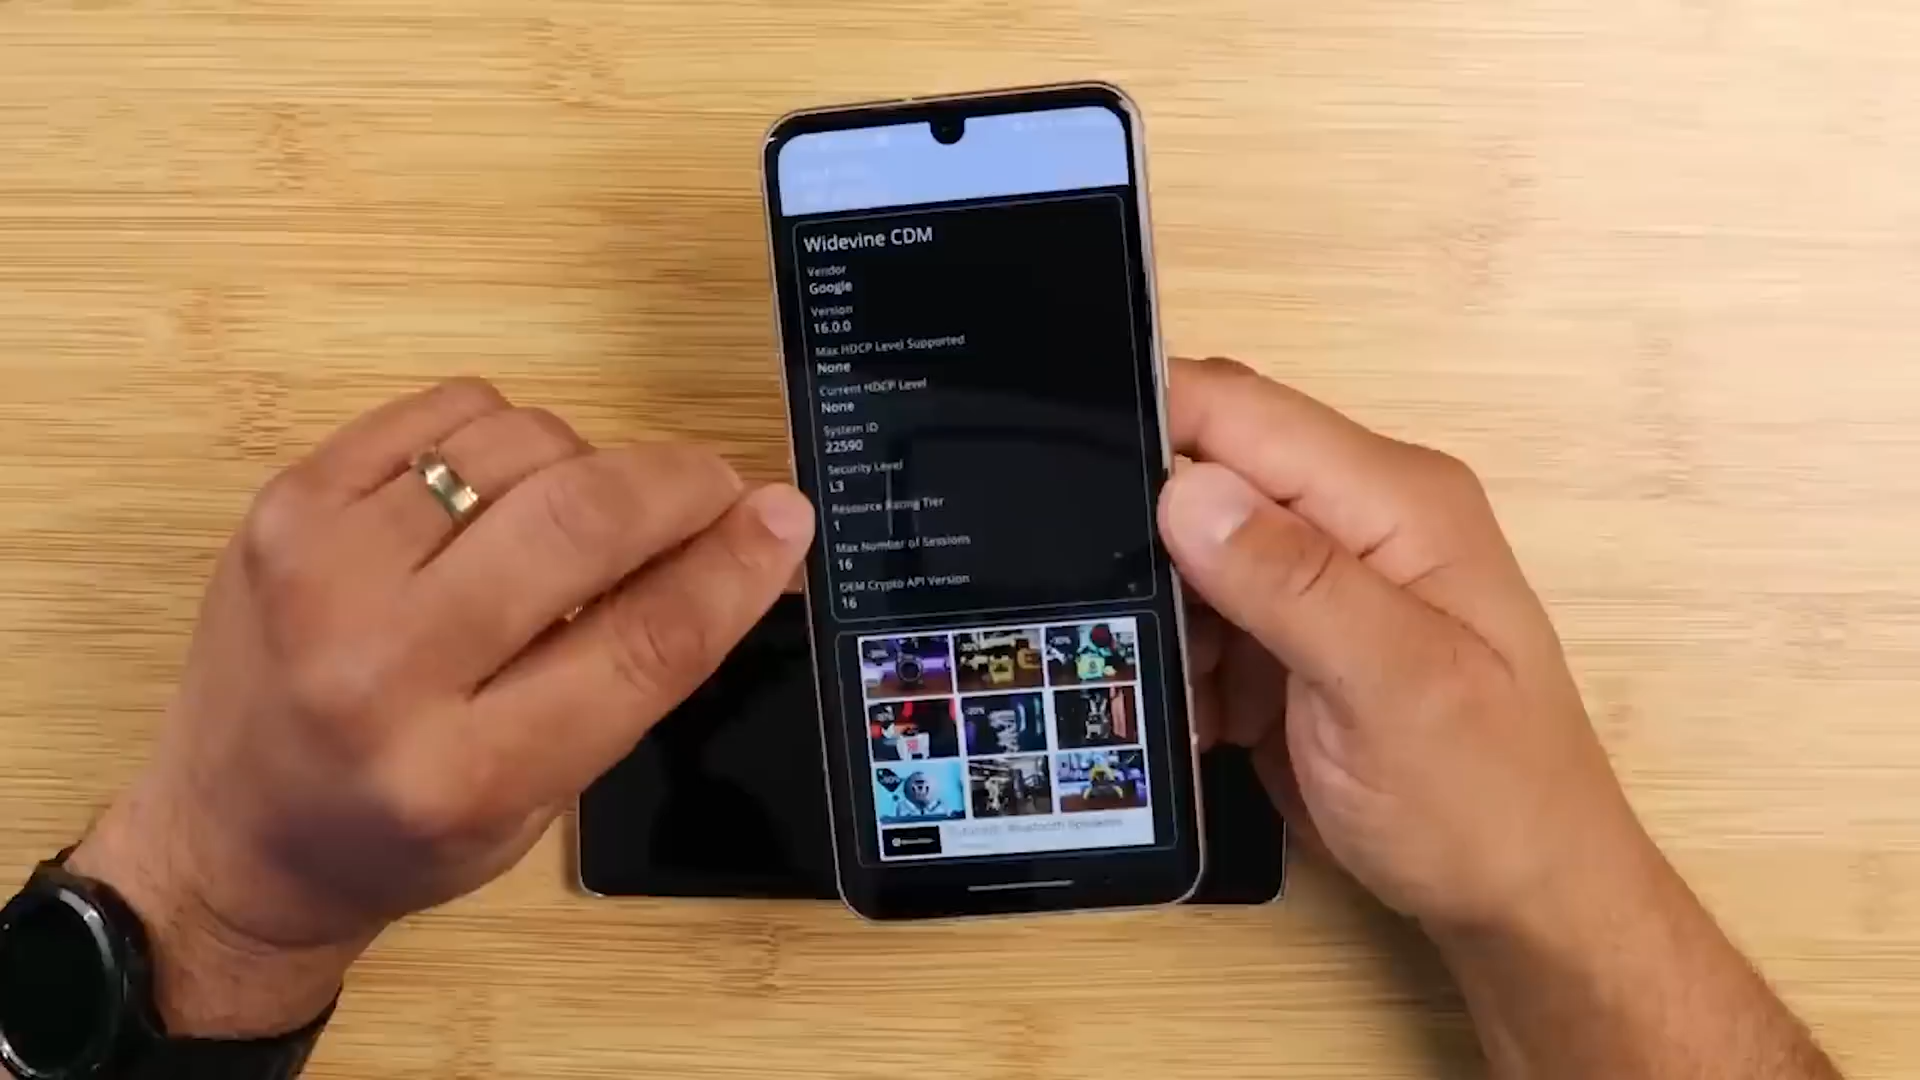 Widevine CDM
Vendor
Google
Version
16.0.0
Max HDCP Level Supported
None
Current HDCP Level
None
System ID
22590
Security Level
L3
Resource Rating Tier
1
Max Number of Sessions
16
OEM Crypto API Version
16